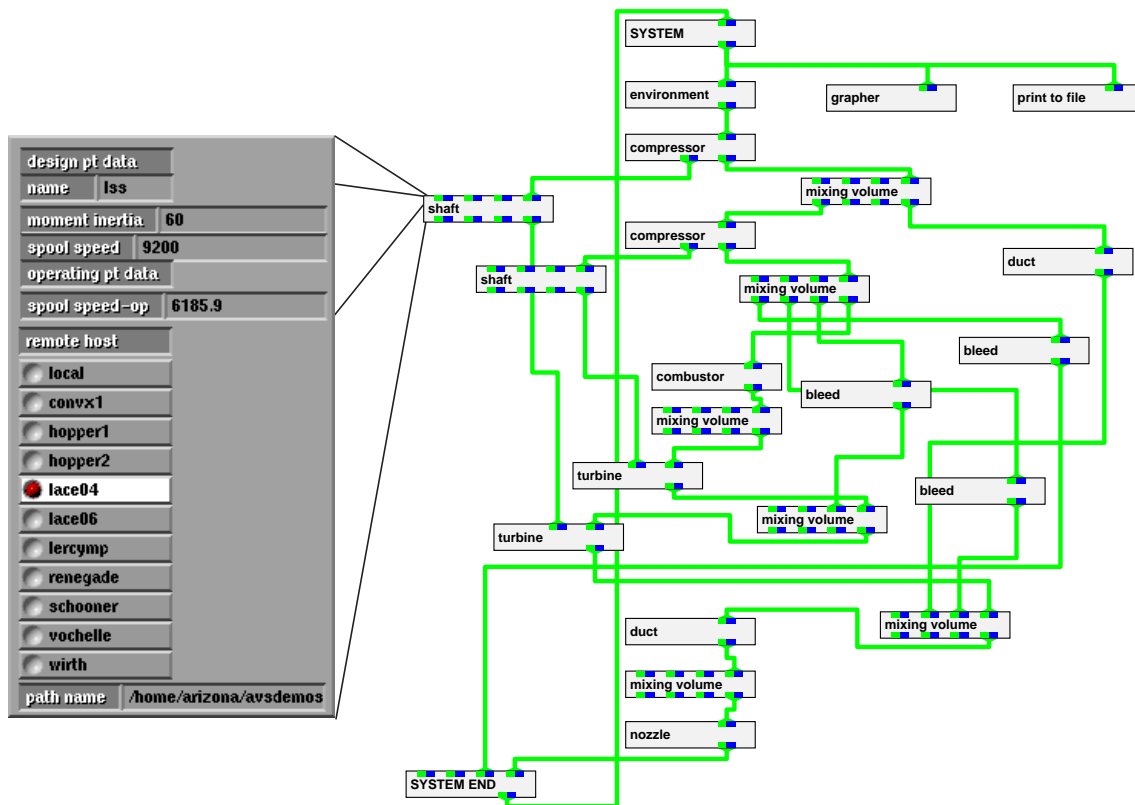 design pt data
name lss
moment inertia 60
spool speed 9200
operating pt data
spool speed-op 6185.9
remote host
local
convx1
hopper1
hopper2
lace04
lace06
lercymp
renegade
schooner
vochelle
wirth
path name /home/arizona/avsdemos
SYSTEM
environment
grapher
print to file
compressor
mixing volume
shaft
compressor
duct
shaft
mixing volume
bleed
combustor
bleed
mixing volume
turbine
bleed
mixing volume
turbine
mixing volume
duct
mixing volume
nozzle
SYSTEM END